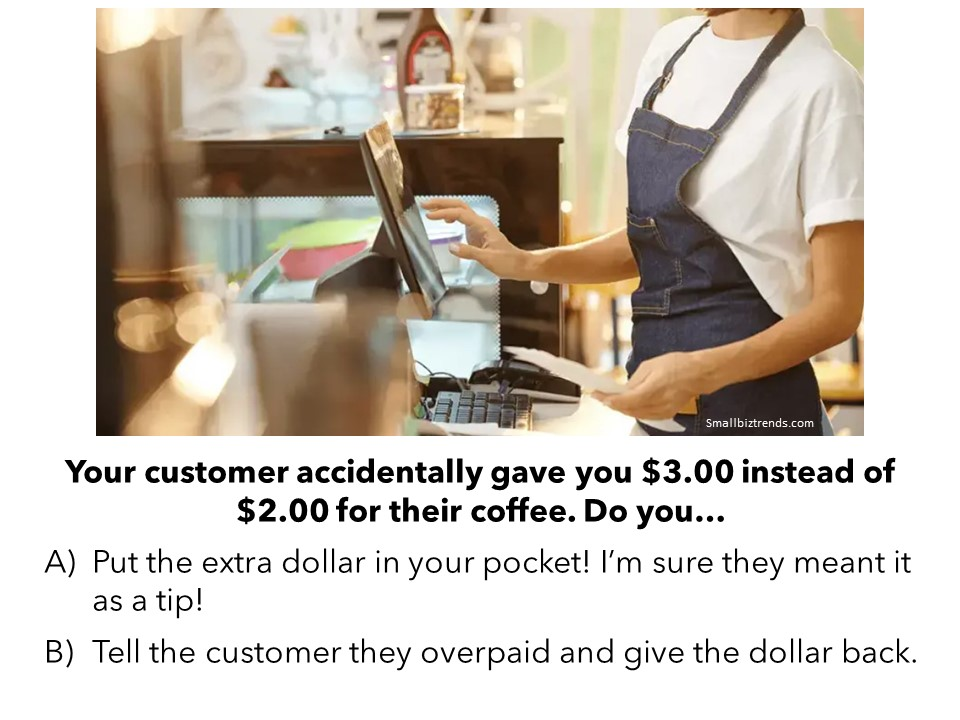 Smallbiztrends.com
Your customer accidentally gave you $3.00 instead of
$2.00 for their coffee. Do you…
A) Put the extra dollar in your pocket! I’m sure they meant it
as a tip!
B) Tell the customer they overpaid and give the dollar back.